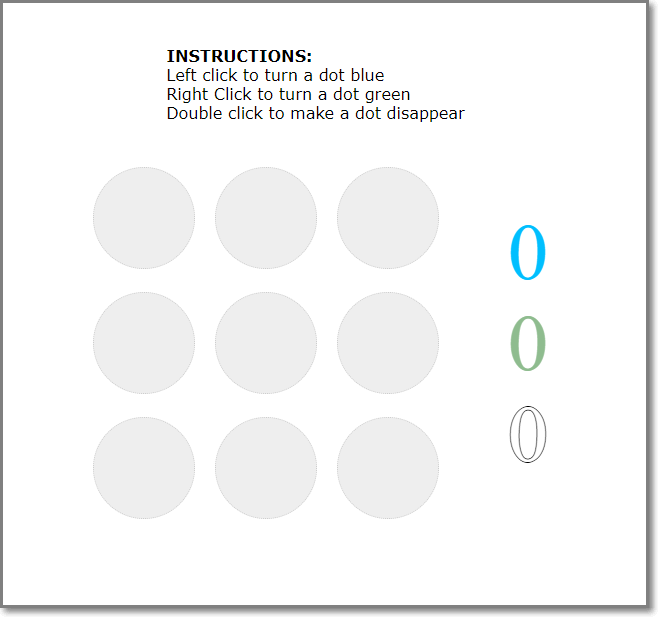 INSTRUCTIONS:
Left click to turn a dot blue
Right Click to turn a dot green
Double click to make a dot disappear
0
0
0